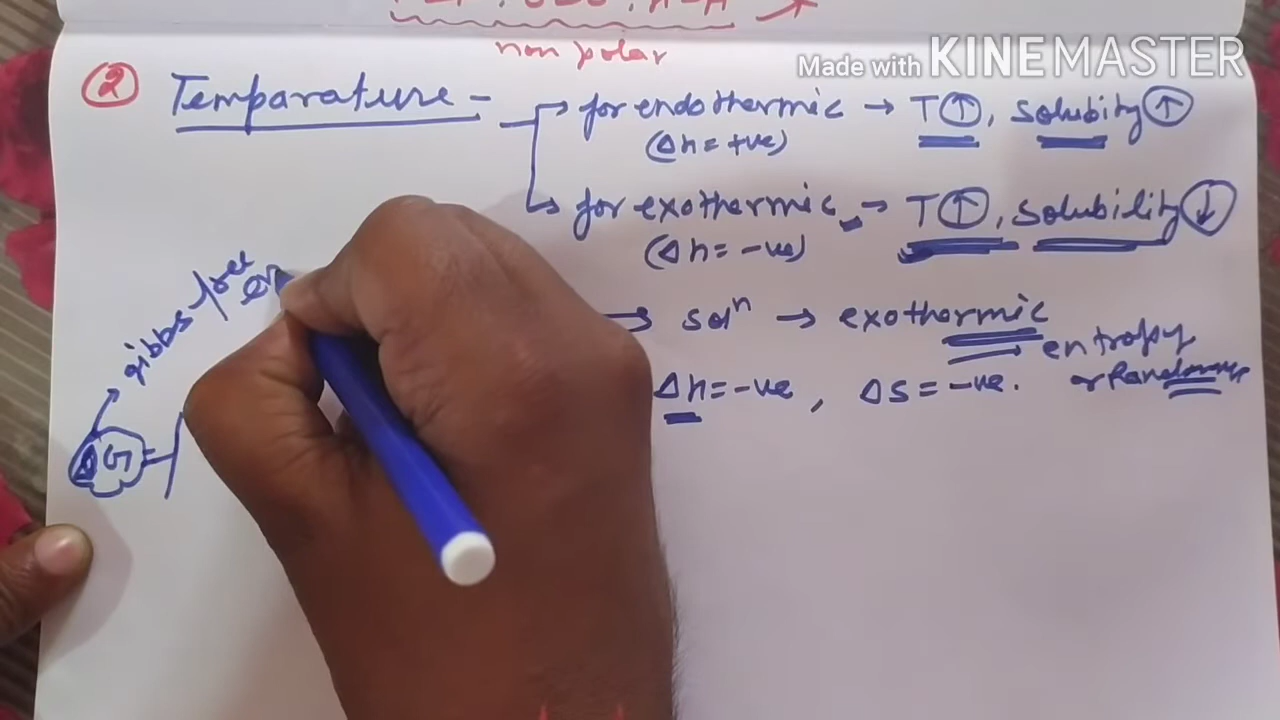 non polar
Made with KINEMASTER
② Temparature - → for endothermic → T↑, solubity ↑
(Δh = +ve)
→ for exothermic → T↑, solubility ↓
(Δh = -ve)
→ solⁿ → exothermic
→ entropy
Δh = -ve, Δs = -ve. or Randomness
gibbs free
en
ΔG =